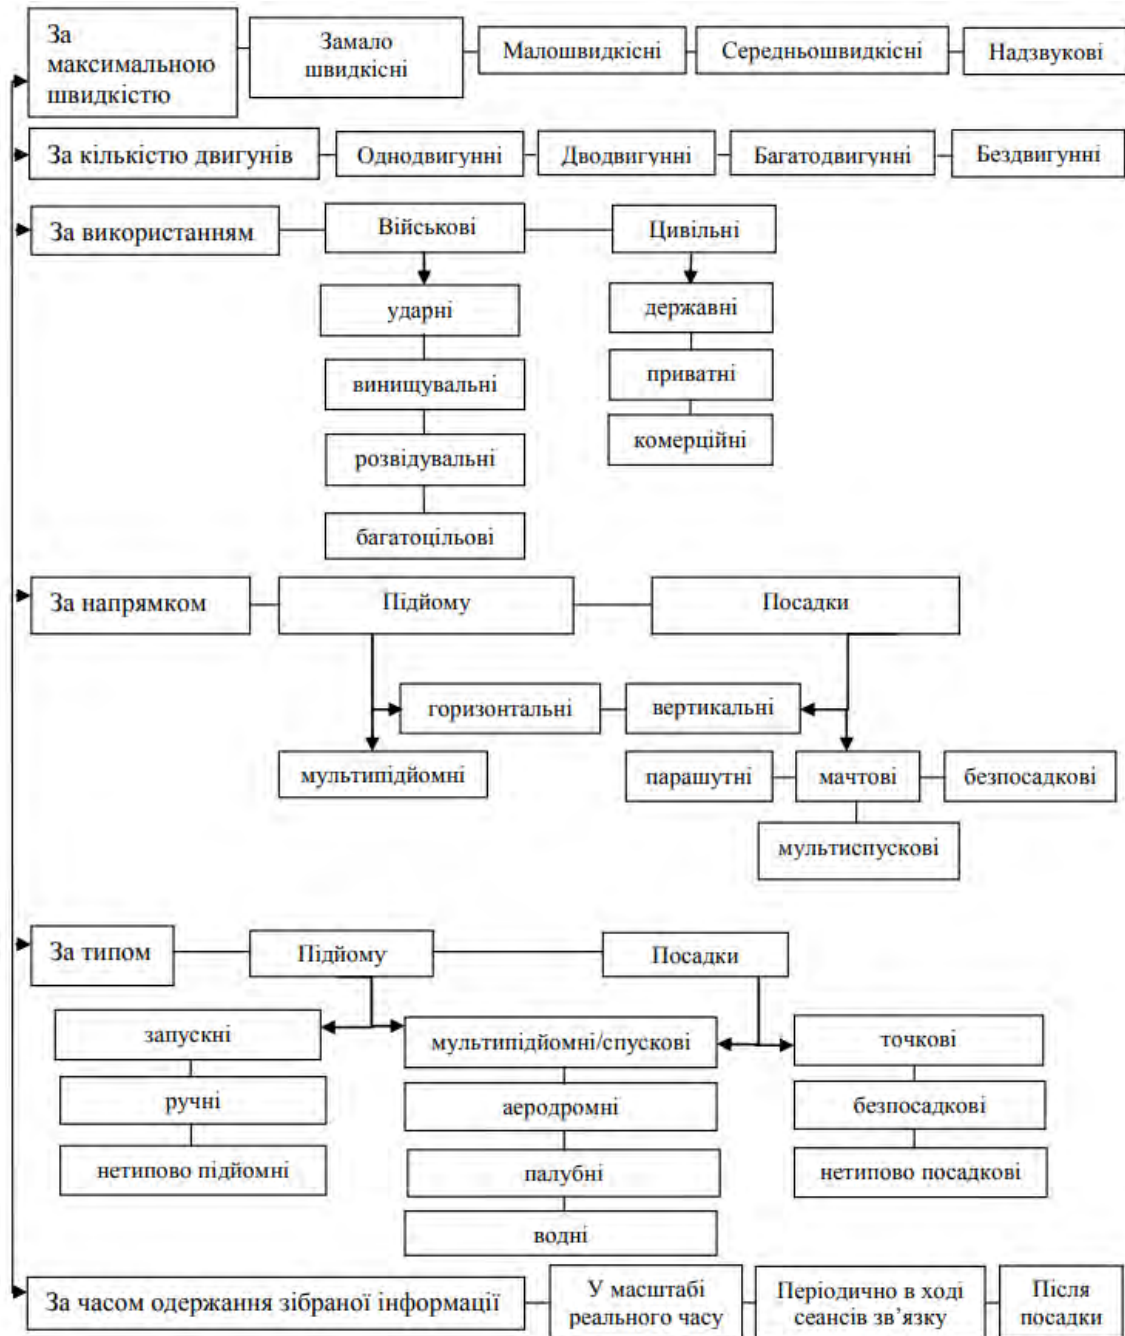 За
максимальною
швидкістю
Замало
швидкісні
Малошвидкісні
Середньошвидкісні
Надзвукові
За кількістю двигунів
Однодвигунні
Дводвигунні
Багатодвигунні
Бездвигунні
За використанням
Військові
Цивільні
ударні
державні
винищувальні
приватні
розвідувальні
комерційні
багатоцільові
За напрямком
Підйому
Посадки
горизонтальні
вертикальні
мультипідйомні
парашутні
мачтові
безпосадкові
мультиспускові
За типом
Підйому
Посадки
запускні
мультипідйомні/спускові
точкові
ручні
аеродромні
безпосадкові
нетипово підйомні
палубні
нетипово посадкові
водні
За часом одержання зібраної інформації
У масштабі
реального часу
Періодично в ході
сеансів зв’язку
Після
посадки